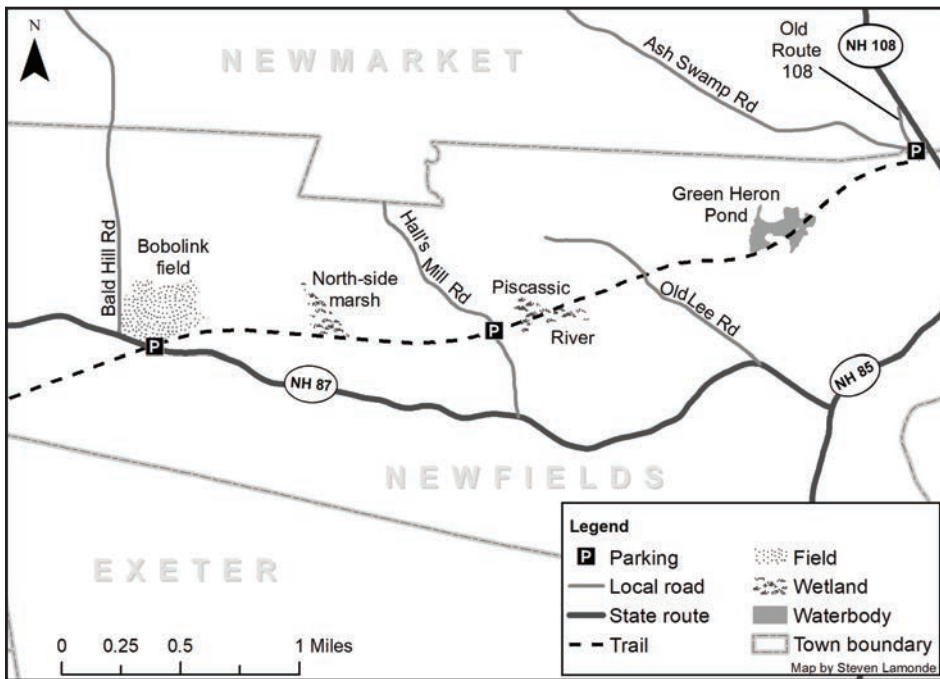 N
NEWMARKET
Ash Swamp Rd
Old
Route
108
NH 108
Green Heron
Pond
Bald Hill Rd
Bobolink
field
North-side
marsh
Hall's Mill Rd
Piscassic
River
Old Lee Rd
NH 87
NH 85
NEWFIELDS
EXETER
P
P
P
0 0.25 0.5 1 Miles
Legend
P Parking
Local road
State route
Trail
Field
Wetland
Waterbody
Town boundary
Map by Steven Lamonde